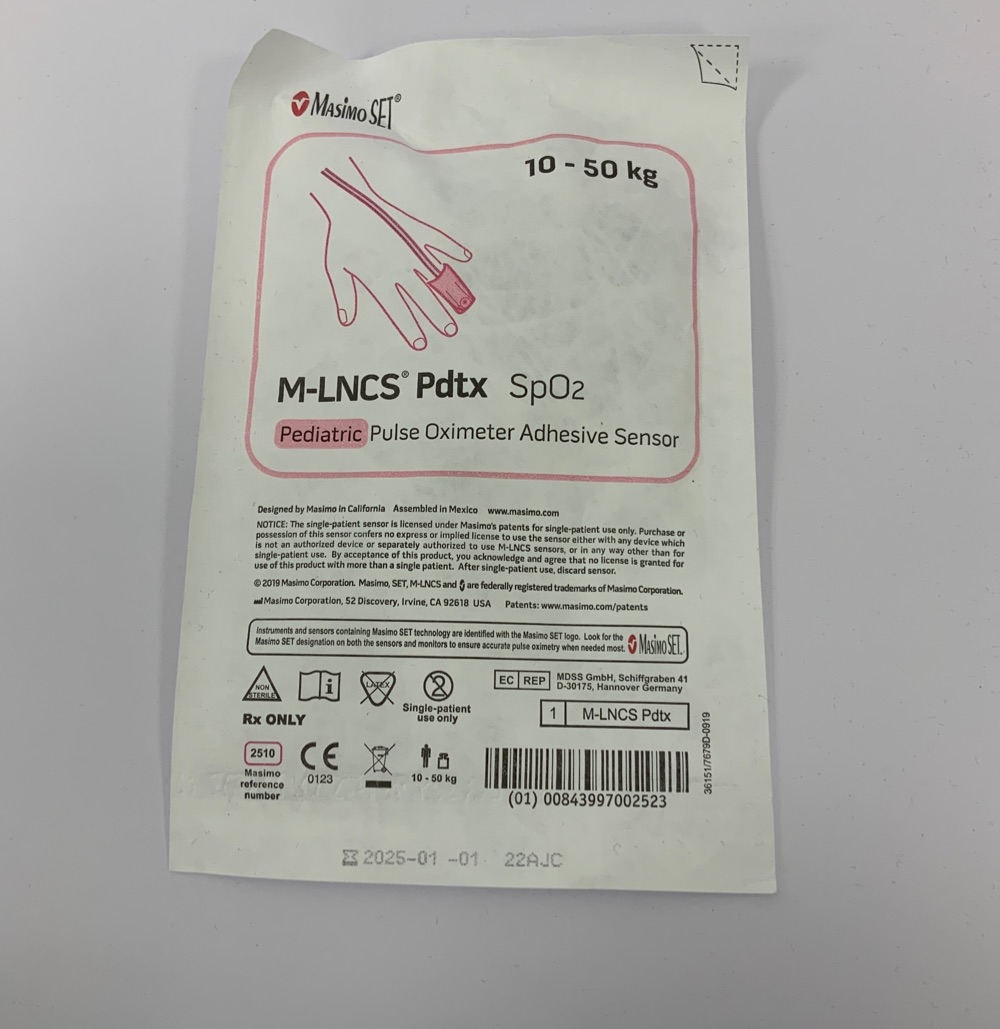 Masimo SET®
10 - 50 kg
M-LNCS® Pdtx SpO2
Pediatric Pulse Oximeter Adhesive Sensor
Designed by Masimo in California Assembled in Mexico www.masimo.com
NOTICE: The single-patient sensor is licensed under Masimo's patents for single-patient use only. Purchase or
possession of this sensor confers no express or implied license to use the sensor either with any device which
is not an authorized device or separately authorized to use M-LNCS sensors, or in any way other than for
single-patient use. By acceptance of this product, you acknowledge and agree that no license is granted for
use of this product with more than a single patient. After single-patient use, discard sensor.
© 2019 Masimo Corporation. Masimo, SET, M-LNCS and are federally registered trademarks of Masimo Corporation.
Masimo Corporation, 52 Discovery, Irvine, CA 92618 USA Patents: www.masimo.com/patents
Instruments and sensors containing Masimo SET technology are identified with the Masimo SET logo. Look for the
Masimo SET designation on both the sensors and monitors to ensure accurate pulse oximetry when needed most.
Masimo SET.
NON
STERILE
i
LATEX
2
Single-patient
use only
EC REP
MDSS GmbH, Schiffgraben 41
D-30175, Hannover Germany
Rx ONLY
1 M-LNCS Pdtx
2510
Masimo
reference
number
CE
0123
10 - 50 kg
(01) 00843997002523
36151/7679D-0919
2025-01 -01 22AJC